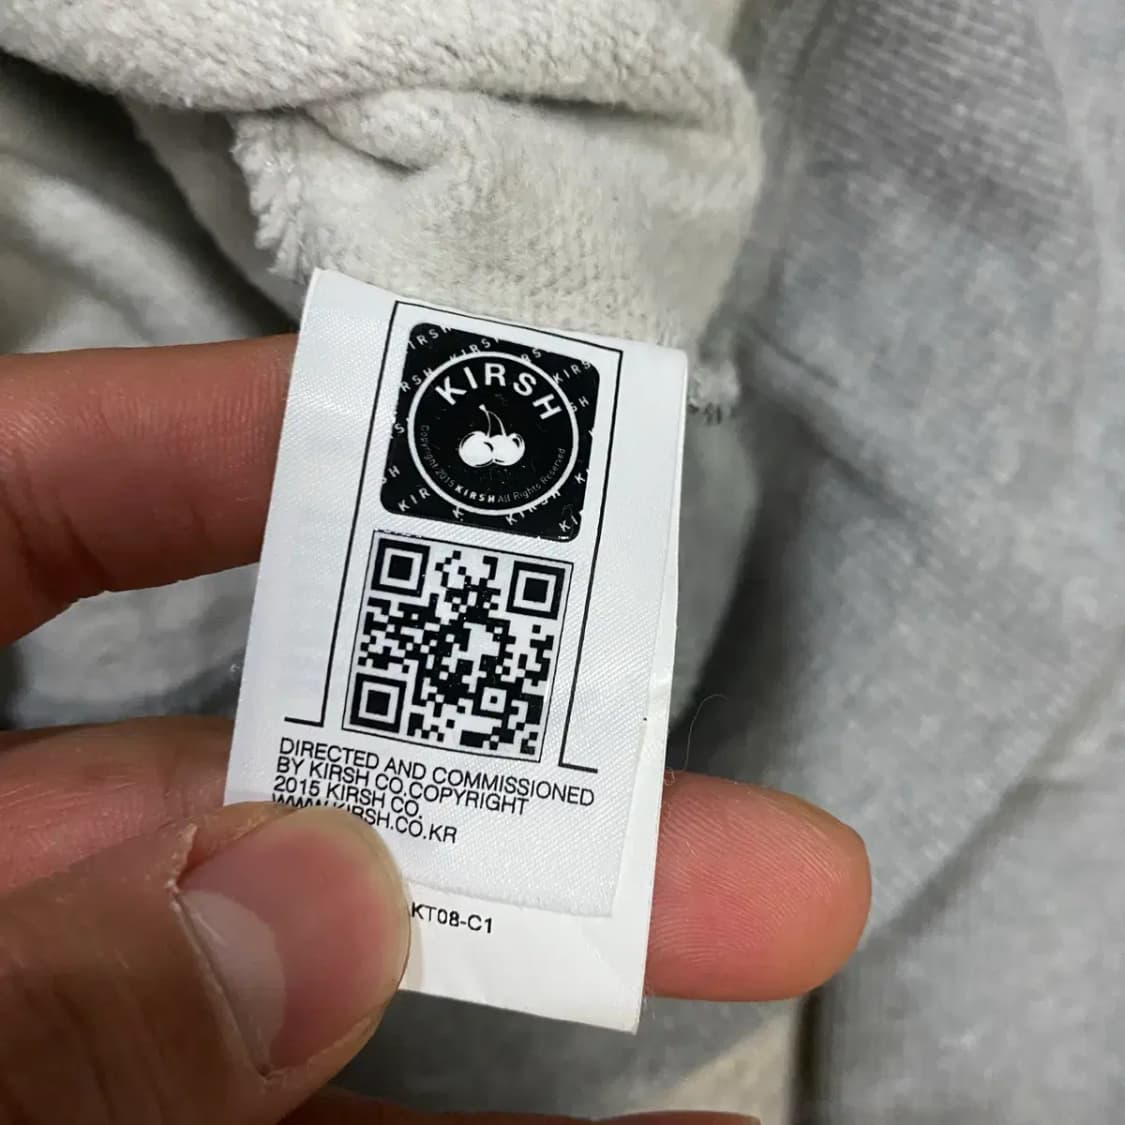 KIRSH
Copyright 2015 KIRSH All Rights Reserved
DIRECTED AND COMMISSIONED
BY KIRSH CO.COPYRIGHT
2015 KIRSH CO.
WWW.KIRSH.CO.KR
KT08-C1